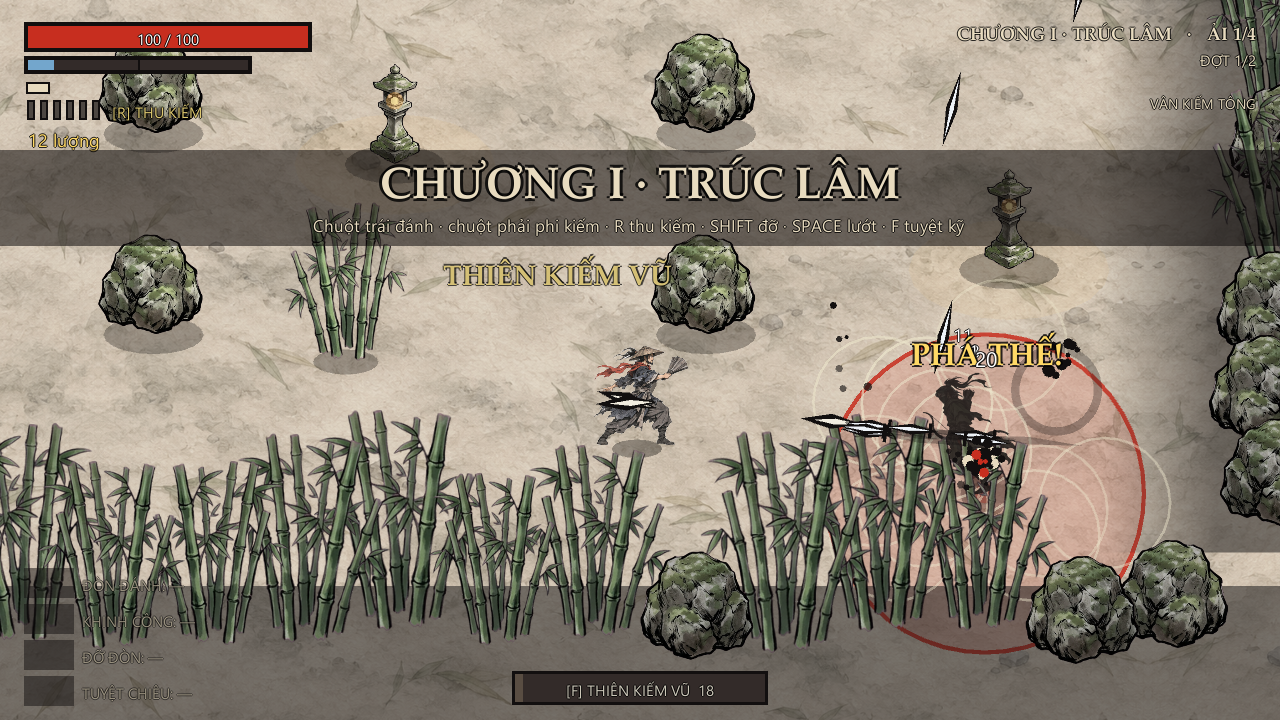 100 / 100
[R] THU KIẾM
12 lượng
CHƯƠNG I · TRÚC LÂM · ẢI 1/4
ĐỢT 1/2
VÂN KIẾM TÔNG
CHƯƠNG I · TRÚC LÂM
Chuột trái đánh · chuột phải phi kiếm · R thu kiếm · SHIFT đỡ · SPACE lướt · F tuyệt kỹ
THIÊN KIẾM VŨ
11
PHÁ THẾ!
20
ĐÒN ĐÁNH: —
KHINH CÔNG: —
ĐỠ ĐÒN: —
TUYỆT CHIÊU: —
[F] THIÊN KIẾM VŨ 18